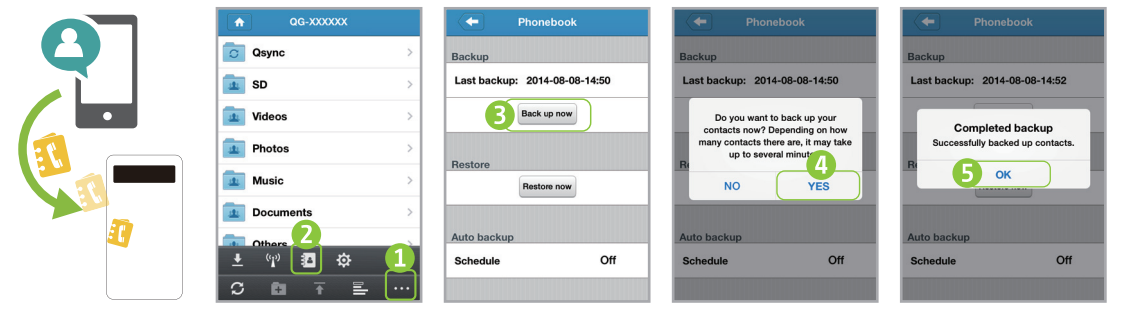 QG-XXXXXX
Qsync
SD
Videos
Photos
Music
Documents
Others
2
1
Phonebook
Backup
Last backup: 2014-08-08-14:50
3
Back up now
Restore
Restore now
Auto backup
Schedule Off
Phonebook
Backup
Last backup: 2014-08-08-14:50
Do you want to back up your
contacts now? Depending on how
many contacts there are, it may take
up to several minute
4
NO YES
Auto backup
Schedule Off
Phonebook
Backup
Last backup: 2014-08-08-14:52
Completed backup
Successfully backed up contacts.
5
OK
Restore now
Auto backup
Schedule Off